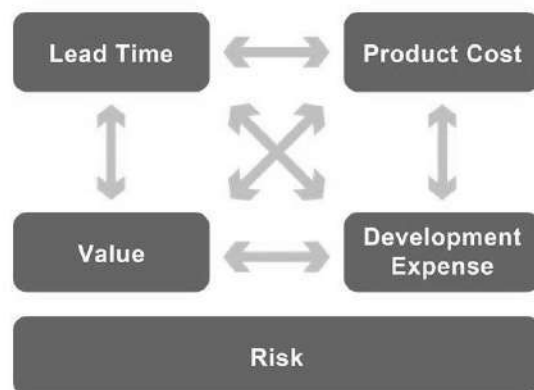 Lead Time
Product Cost
Value
Development
Expense
Risk